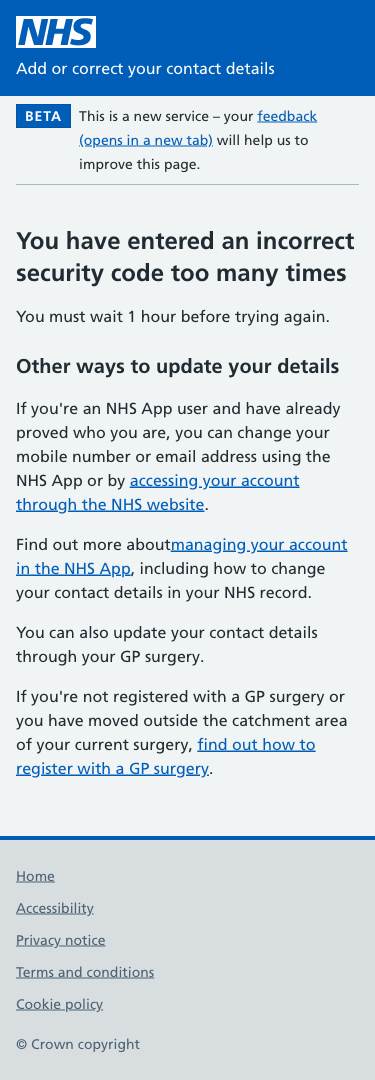 NHS
Add or correct your contact details
BETA
This is a new service – your feedback
(opens in a new tab) will help us to
improve this page.
You have entered an incorrect
security code too many times
You must wait 1 hour before trying again.
Other ways to update your details
If you're an NHS App user and have already
proved who you are, you can change your
mobile number or email address using the
NHS App or by accessing your account
through the NHS website.
Find out more aboutmanaging your account
in the NHS App, including how to change
your contact details in your NHS record.
You can also update your contact details
through your GP surgery.
If you're not registered with a GP surgery or
you have moved outside the catchment area
of your current surgery, find out how to
register with a GP surgery.
Home
Accessibility
Privacy notice
Terms and conditions
Cookie policy
© Crown copyright